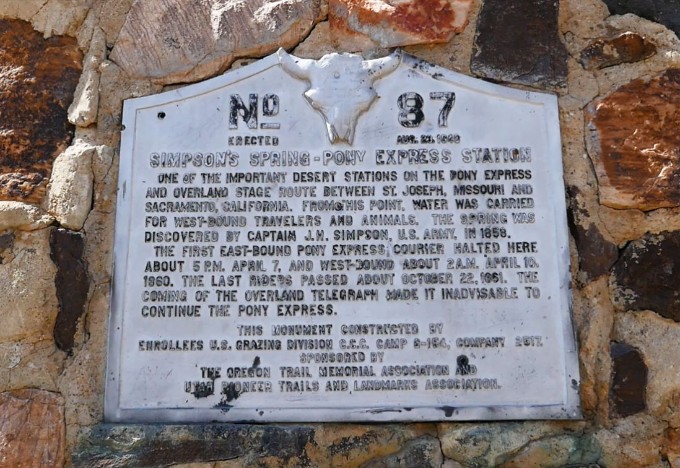 No 87
ERECTED AUG. 27. 1940
SIMPSON'S SPRING - PONY EXPRESS STATION
ONE OF THE IMPORTANT DESERT STATIONS ON THE PONY EXPRESS
AND OVERLAND STAGE ROUTE BETWEEN ST. JOSEPH, MISSOURI AND
SACRAMENTO, CALIFORNIA. FROM THIS POINT, WATER WAS CARRIED
FOR WEST-BOUND TRAVELERS AND ANIMALS. THE SPRING WAS
DISCOVERED BY CAPTAIN J.H. SIMPSON, U.S. ARMY, IN 1858.
THE FIRST EAST-BOUND PONY EXPRESS COURIER HALTED HERE
ABOUT 5 P.M. APRIL 7, AND WEST-BOUND ABOUT 2 A.M. APRIL 10,
1860. THE LAST RIDERS PASSED ABOUT OCTOBER 22, 1861. THE
COMING OF THE OVERLAND TELEGRAPH MADE IT INADVISABLE TO
CONTINUE THE PONY EXPRESS.
THIS MONUMENT CONSTRUCTED BY
ENROLLEES U.S. GRAZING DIVISION C.C.C. CAMP G-154, COMPANY 2517.
SPONSORED BY
THE OREGON TRAIL MEMORIAL ASSOCIATION AND
UTAH PIONEER TRAILS AND LANDMARKS ASSOCIATION.